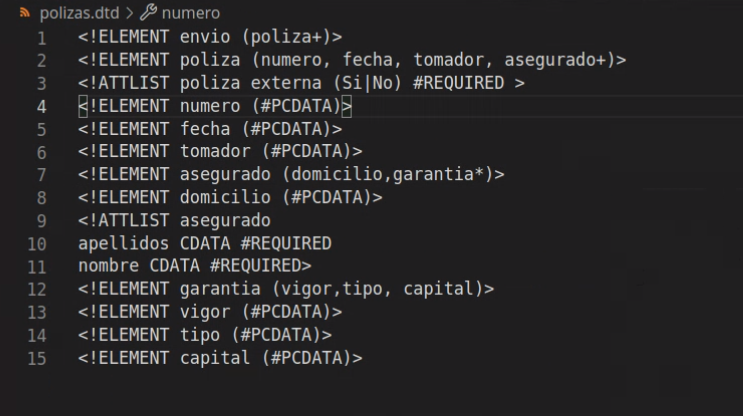 polizas.dtd > numero
1 <!ELEMENT envio (poliza+)>
2 <!ELEMENT poliza (numero, fecha, tomador, asegurado+)>
3 <!ATTLIST poliza externa (Si|No) #REQUIRED >
4 <!ELEMENT numero (#PCDATA)>
5 <!ELEMENT fecha (#PCDATA)>
6 <!ELEMENT tomador (#PCDATA)>
7 <!ELEMENT asegurado (domicilio,garantia*)>
8 <!ELEMENT domicilio (#PCDATA)>
9 <!ATTLIST asegurado
10 apellidos CDATA #REQUIRED
11 nombre CDATA #REQUIRED>
12 <!ELEMENT garantia (vigor,tipo, capital)>
13 <!ELEMENT vigor (#PCDATA)>
14 <!ELEMENT tipo (#PCDATA)>
15 <!ELEMENT capital (#PCDATA)>